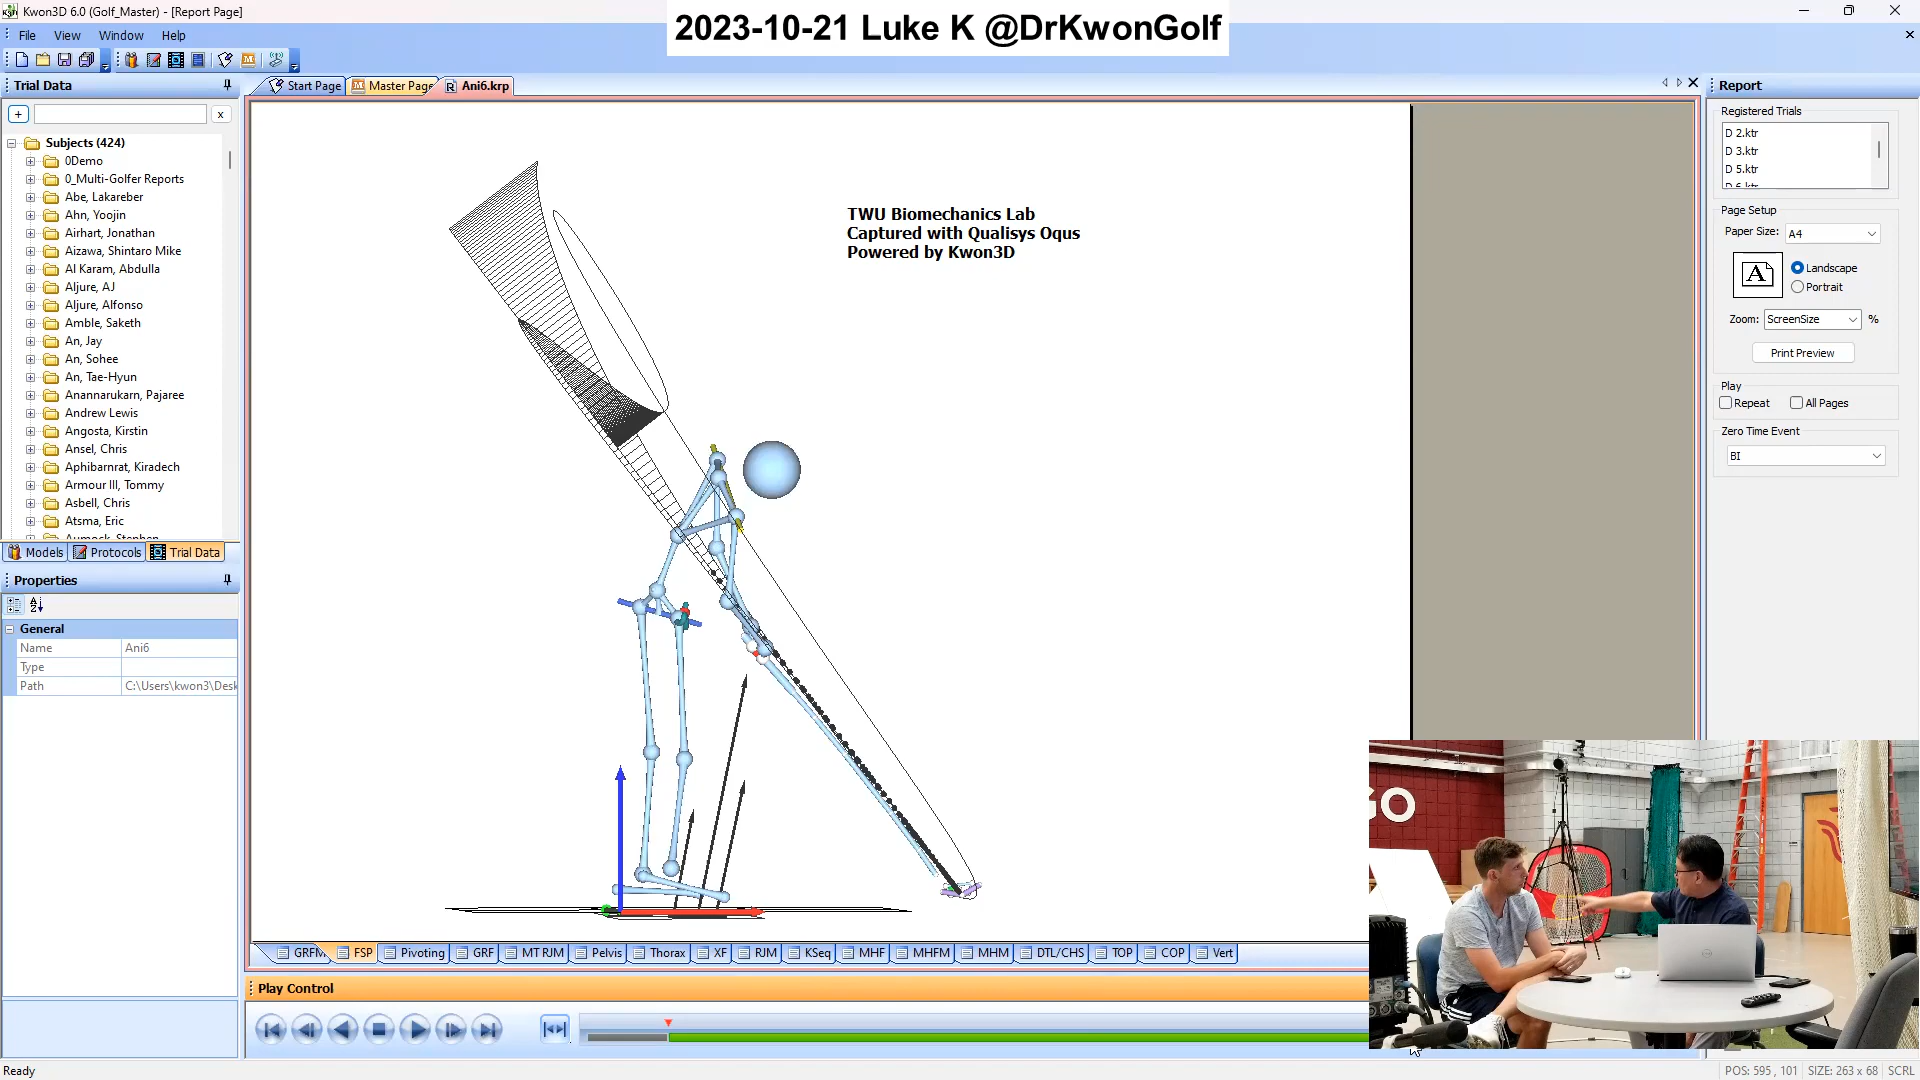 Kwon3D 6.0 (Golf_Master) - [Report Page]
2023-10-21 Luke K @DrKwonGolf
File View Window Help
Trial Data
Start Page
Master Page
Ani6.krp
Report
x
Subjects (424)
0Demo
0_Multi-Golfer Reports
Abe, Lakareber
Ahn, Yoojin
Airhart, Jonathan
Aizawa, Shintaro Mike
Al Karam, Abdulla
Aljure, AJ
Aljure, Alfonso
Amble, Saketh
An, Jay
An, Sohee
An, Tae-Hyun
Anannarukarn, Pajaree
Andrew Lewis
Angosta, Kirstin
Ansel, Chris
Aphibarnrat, Kiradech
Armour III, Tommy
Asbell, Chris
Atsma, Eric
Models Protocols Trial Data
Properties
General
Name Ani6
Type
Path C:\Users\kwon3\Desk
TWU Biomechanics Lab
Captured with Qualisys Oqus
Powered by Kwon3D
Registered Trials
D 2.ktr
D 3.ktr
D 5.ktr
D 6.ktr
Page Setup
Paper Size: A4
A
Landscape
Portrait
Zoom: ScreenSize %
Print Preview
Play
Repeat All Pages
Zero Time Event
BI
GO
GRFM FSP Pivoting GRF MT RJM Pelvis Thorax XF RJM KSeq MHF MHFM MHM DTL/CHS TOP COP Vert
Play Control
Ready
POS: 595 , 101 SIZE: 263 x 68 SCRL